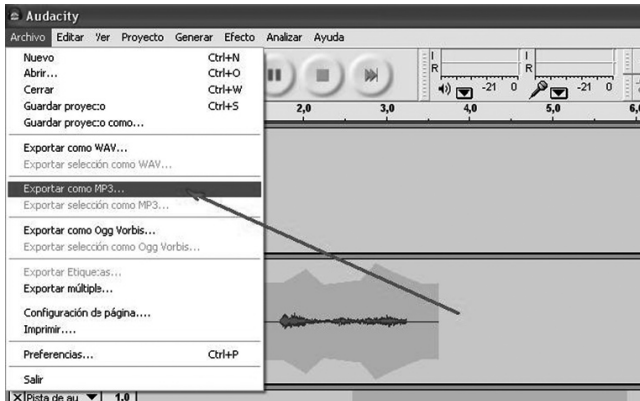 Audacity
Archivo Editar Ver Proyecto Generar Efecto Analizar Ayuda
Nuevo Ctrl+N
Abrir... Ctrl+O
Cerrar Ctrl+W
Guardar proyecto Ctrl+S
Guardar proyecto como...
Exportar como WAV...
Exportar selección como WAV...
Exportar como MP3...
Exportar selección como MP3...
Exportar como Ogg Vorbis...
Exportar selección como Ogg Vorbis...
Exportar Etiquetas...
Exportar múltiple...
Configuración de página....
Imprimir....
Preferencias... Ctrl+P
Salir
L
R
-21 0
L
R
-21 0
2,0 3,0 4,0 5,0 6,
X Pista de au 1,0